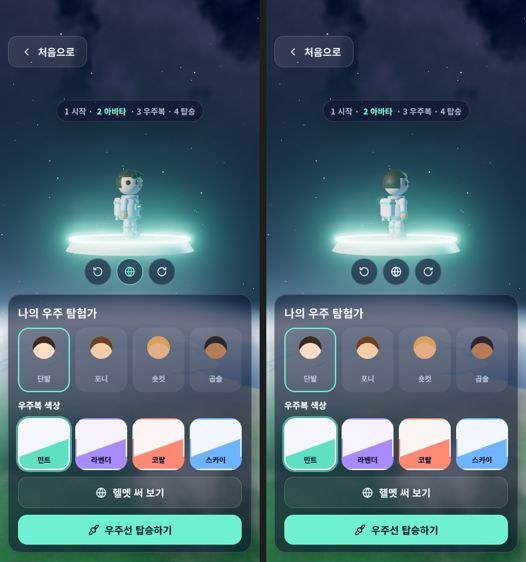 처음으로
1 시작 · 2 아바타 · 3 우주복 · 4 탑승
나의 우주 탐험가
단발 포니 숏컷 곱슬
우주복 색상
민트 라벤더 코랄 스카이
헬멧 써 보기
우주선 탑승하기
처음으로
1 시작 · 2 아바타 · 3 우주복 · 4 탑승
나의 우주 탐험가
단발 포니 숏컷 곱슬
우주복 색상
민트 라벤더 코랄 스카이
헬멧 써 보기
우주선 탑승하기